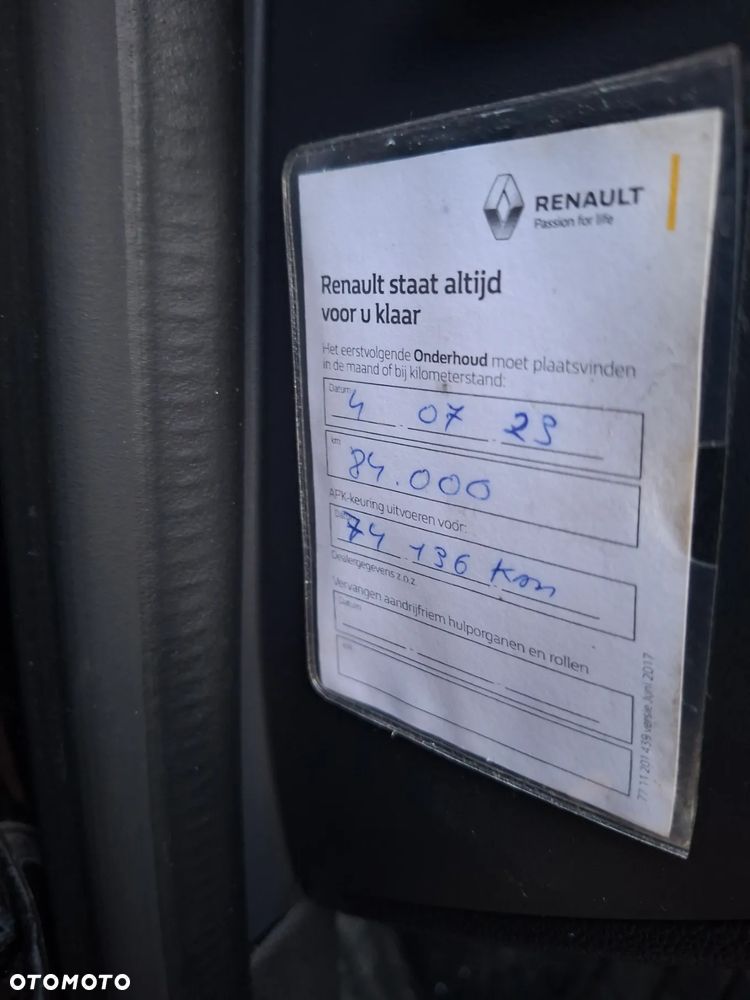 RENAULT
Passion for life
Renault staat altijd
voor u klaar
Het eerstvolgende Onderhoud moet plaatsvinden
in de maand of bij kilometerstand:
Datum
4 07 23
km
84.000
APK-keuring uitvoeren voor:
Datum
74 136 Km
Dealergegevens z.o.z.
Vervangen aandrijfriem hulporganen en rollen
Datum
km
77 11 201 439 versie Juni 2017
OTOMOTO